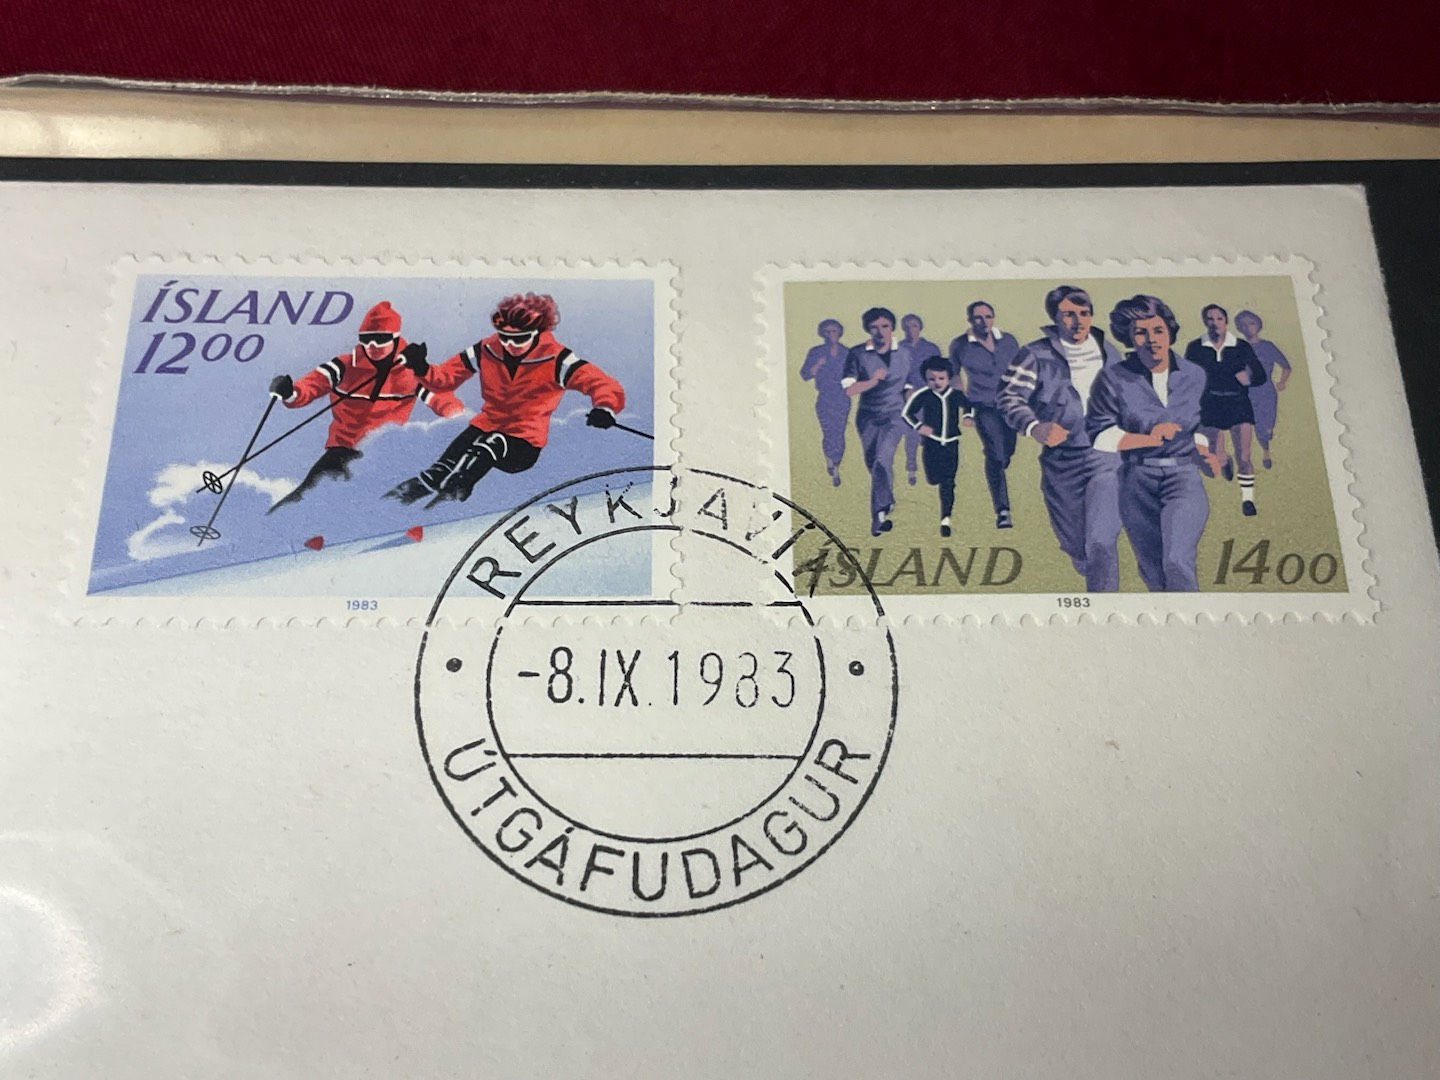 ÍSLAND
1200
1983
ÍSLAND 1400
1983
REYKJAVÍK
-8.IX.1983
ÚTGÁFUDAGUR